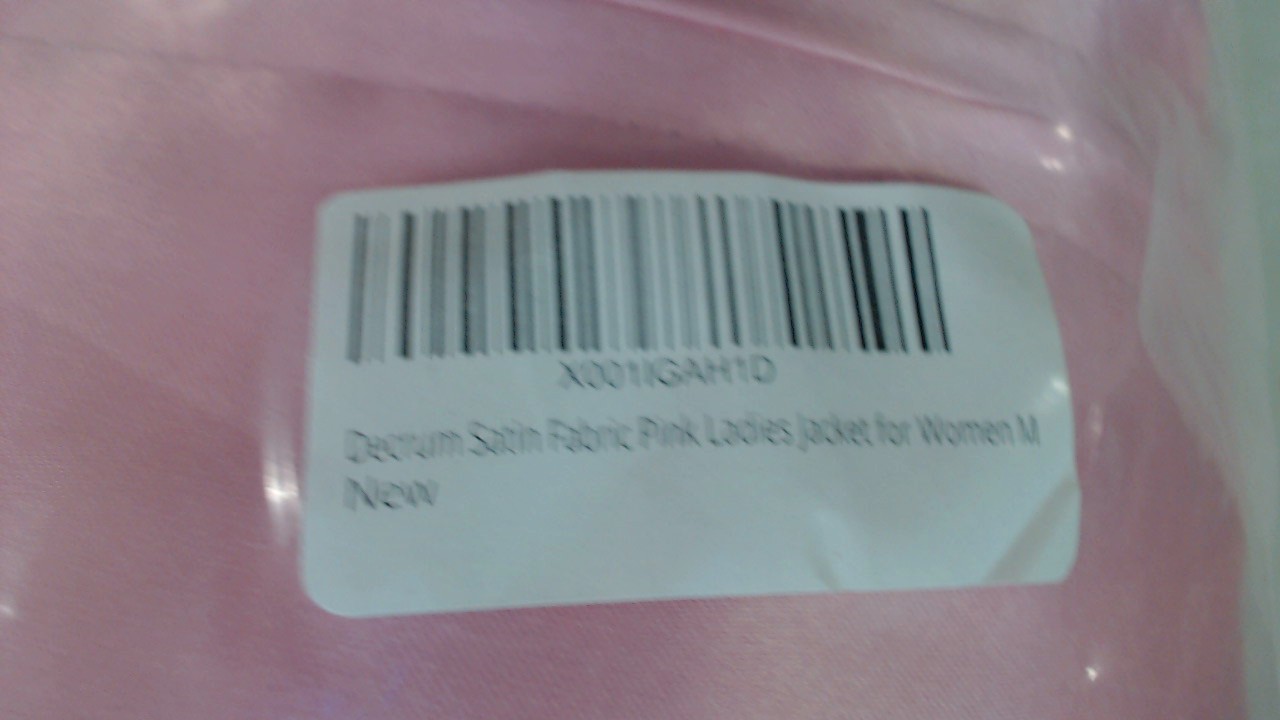 X001IGAH1D
Decrum Satin Fabric Pink Ladies Jacket for Women M
New